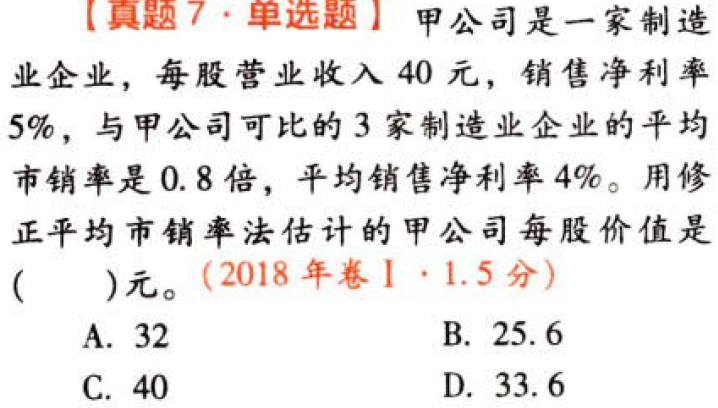 【真题7·单选题】 甲公司是一家制造
业企业，每股营业收入 40 元，销售净利率
5%，与甲公司可比的 3 家制造业企业的平均
市销率是 0.8 倍，平均销售净利率 4%。用修
正平均市销率法估计的甲公司每股价值是
(    )元。（2018 年卷Ⅰ·1.5 分）
A. 32    B. 25.6
C. 40    D. 33.6